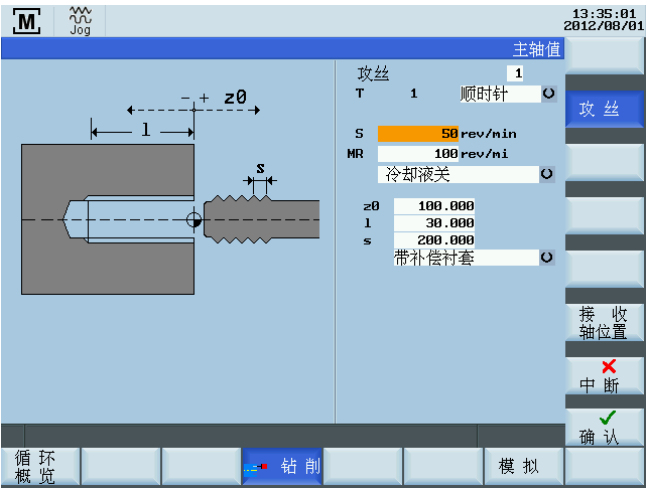 M
Jog
13:35:01
2012/08/01
主轴值
攻丝 1
T 1 顺时针
S 50 rev/min
MR 100 rev/mi
冷却液关
z0 100.000
l 30.000
s 200.000
带补偿衬套
- + z0
l
s
攻 丝
接 收
轴位置
中 断
确 认
循 环
概 览
钻 削
模 拟